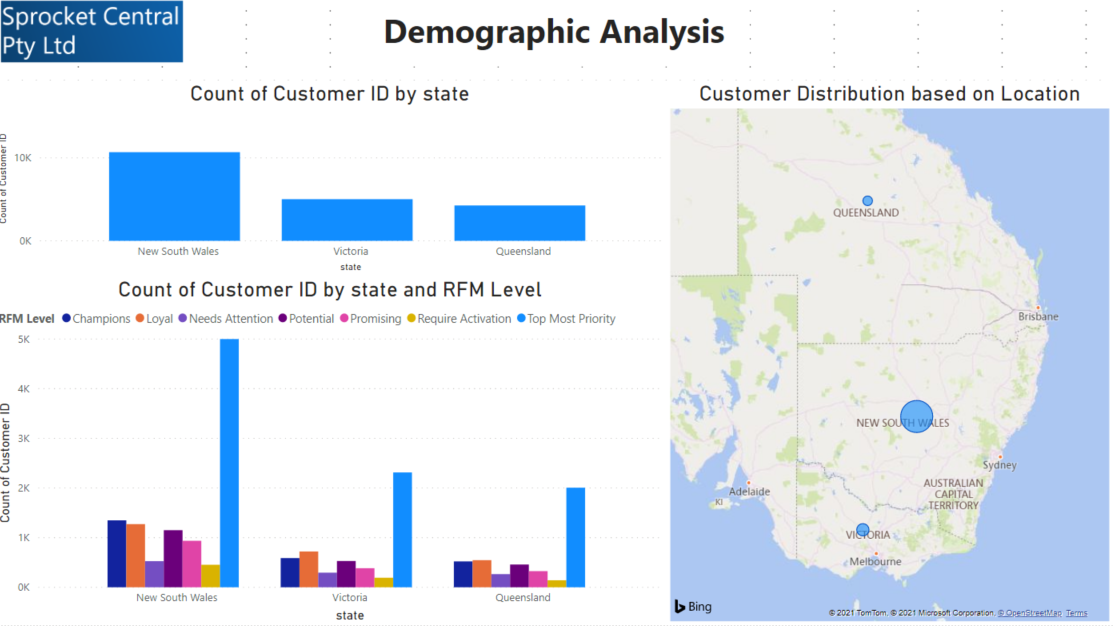 Sprocket Central
Pty Ltd
Demographic Analysis
Count of Customer ID by state
Count of Customer ID
10K
0K
New South Wales
Victoria
Queensland
state
Count of Customer ID by state and RFM Level
RFM Level Champions Loyal Needs Attention Potential Promising Require Activation Top Most Priority
Count of Customer ID
5K
4K
3K
2K
1K
0K
New South Wales
Victoria
Queensland
state
Customer Distribution based on Location
QUEENSLAND
Brisbane
NEW SOUTH WALES
Sydney
Adelaide
KI
AUSTRALIAN
CAPITAL
TERRITORY
VICTORIA
Melbourne
Bing
© 2021 TomTom, © 2021 Microsoft Corporation, © OpenStreetMap Terms